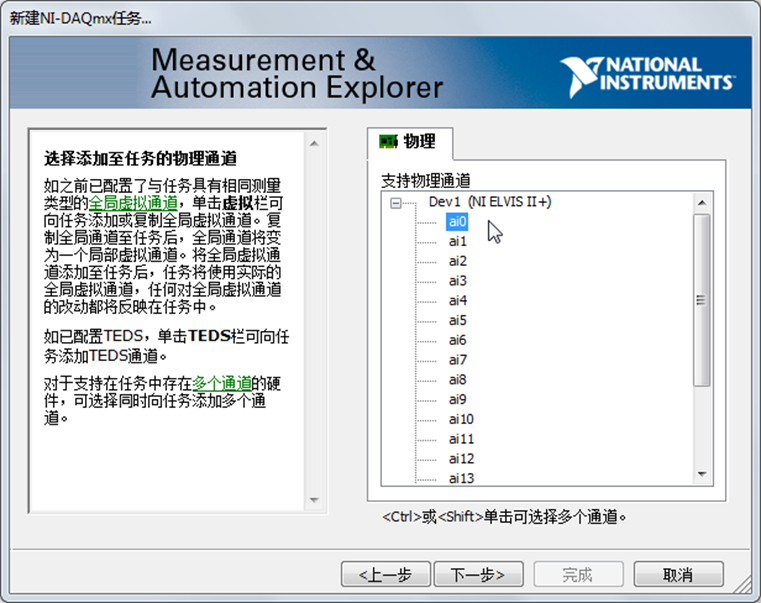 新建NI-DAQmx任务...
Measurement &
Automation Explorer
NATIONAL
INSTRUMENTS
选择添加至任务的物理通道
如之前已配置了与任务具有相同测量
类型的全局虚拟通道，单击虚拟栏可
向任务添加或复制全局虚拟通道。复
制全局通道至任务后，全局通道将变
为一个局部虚拟通道。将全局虚拟通
道添加至任务后，任务将使用实际的
全局虚拟通道，任何对全局虚拟通道
的改动都将反映在任务中。
如已配置TEDS，单击TEDS栏可向任
务添加TEDS通道。
对于支持在任务中存在多个通道的硬
件，可选择同时向任务添加多个通
道。
物理
支持物理通道
Dev1 (NI ELVIS II+)
ai0
ai1
ai2
ai3
ai4
ai5
ai6
ai7
ai8
ai9
ai10
ai11
ai12
ai13
<Ctrl>或<Shift>单击可选择多个通道。
<上一步
下一步>
完成
取消